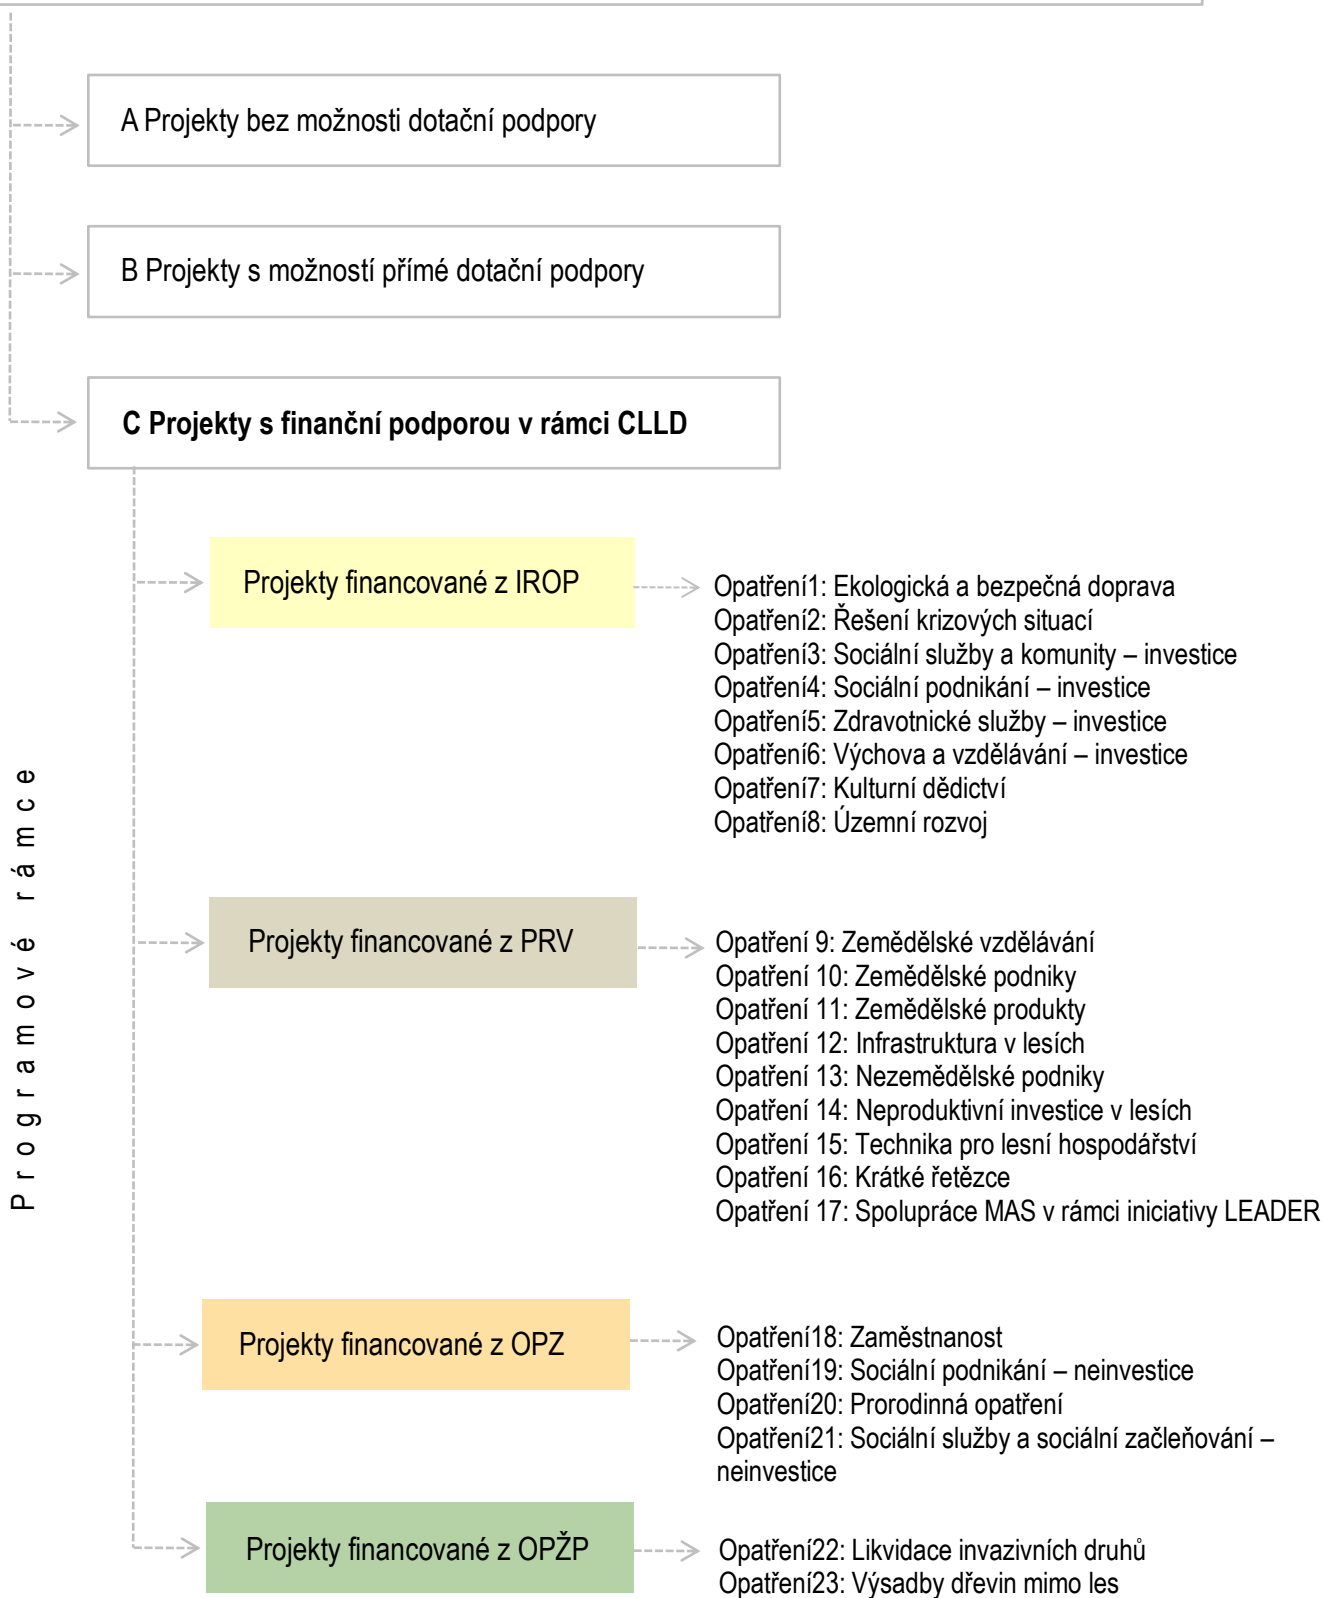 A Projekty bez možnosti dotační podpory
B Projekty s možností přímé dotační podpory
C Projekty s finanční podporou v rámci CLLD
Programové rámce
Projekty financované z IROP
Opatření1: Ekologická a bezpečná doprava
Opatření2: Řešení krizových situací
Opatření3: Sociální služby a komunity – investice
Opatření4: Sociální podnikání – investice
Opatření5: Zdravotnické služby – investice
Opatření6: Výchova a vzdělávání – investice
Opatření7: Kulturní dědictví
Opatření8: Územní rozvoj
Projekty financované z PRV
Opatření 9: Zemědělské vzdělávání
Opatření 10: Zemědělské podniky
Opatření 11: Zemědělské produkty
Opatření 12: Infrastruktura v lesích
Opatření 13: Nezemědělské podniky
Opatření 14: Neproduktivní investice v lesích
Opatření 15: Technika pro lesní hospodářství
Opatření 16: Krátké řetězce
Opatření 17: Spolupráce MAS v rámci iniciativy LEADER
Projekty financované z OPZ
Opatření18: Zaměstnanost
Opatření19: Sociální podnikání – neinvestice
Opatření20: Prorodinná opatření
Opatření21: Sociální služby a sociální začleňování –
neinvestice
Projekty financované z OPŽP
Opatření22: Likvidace invazivních druhů
Opatření23: Výsadby dřevin mimo les